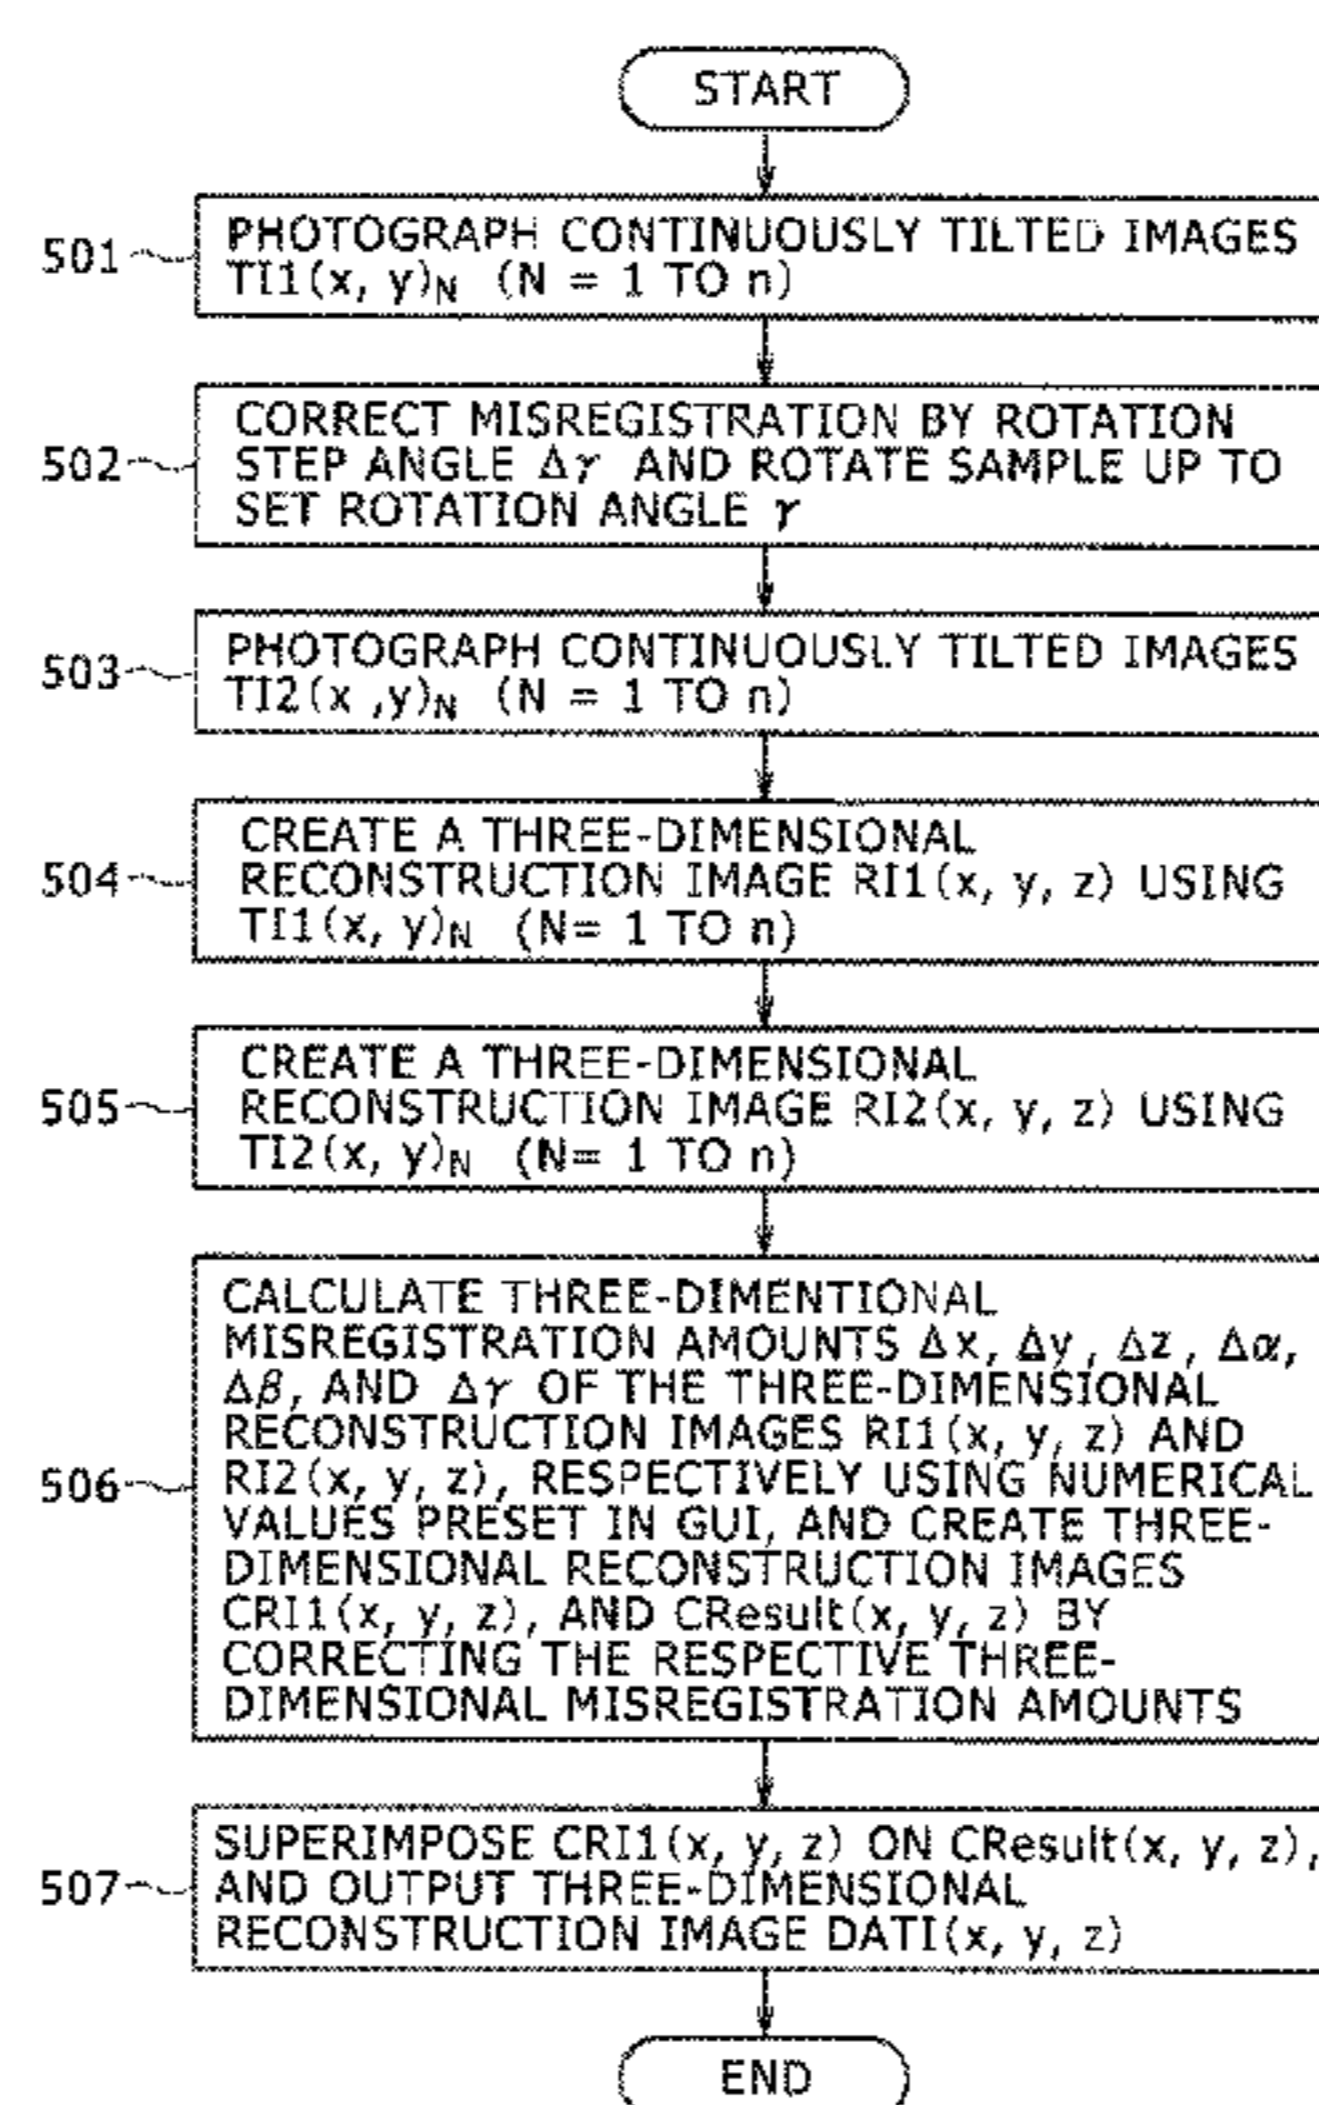 START
501
PHOTOGRAPH CONTINUOUSLY TILTED IMAGES
TI1(x, y)N (N = 1 TO n)
502
CORRECT MISREGISTRATION BY ROTATION
STEP ANGLE Δγ AND ROTATE SAMPLE UP TO
SET ROTATION ANGLE γ
503
PHOTOGRAPH CONTINUOUSLY TILTED IMAGES
TI2(x ,y)N (N = 1 TO n)
504
CREATE A THREE-DIMENSIONAL
RECONSTRUCTION IMAGE RI1(x, y, z) USING
TI1(x, y)N (N= 1 TO n)
505
CREATE A THREE-DIMENSIONAL
RECONSTRUCTION IMAGE RI2(x, y, z) USING
TI2(x, y)N (N= 1 TO n)
506
CALCULATE THREE-DIMENTIONAL
MISREGISTRATION AMOUNTS Δx, Δy, Δz, Δα,
Δβ, AND Δγ OF THE THREE-DIMENSIONAL
RECONSTRUCTION IMAGES RI1(x, y, z) AND
RI2(x, y, z), RESPECTIVELY USING NUMERICAL
VALUES PRESET IN GUI, AND CREATE THREE-
DIMENSIONAL RECONSTRUCTION IMAGES
CRI1(x, y, z), AND CResult(x, y, z) BY
CORRECTING THE RESPECTIVE THREE-
DIMENSIONAL MISREGISTRATION AMOUNTS
507
SUPERIMPOSE CRI1(x, y, z) ON CResult(x, y, z),
AND OUTPUT THREE-DIMENSIONAL
RECONSTRUCTION IMAGE DATI(x, y, z)
END